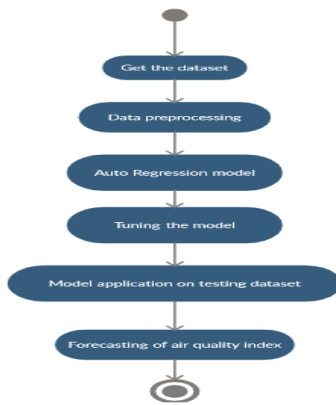 Get the dataset
Data preprocessing
Auto Regression model
Tuning the model
Model application on testing dataset
Forecasting of air quality index